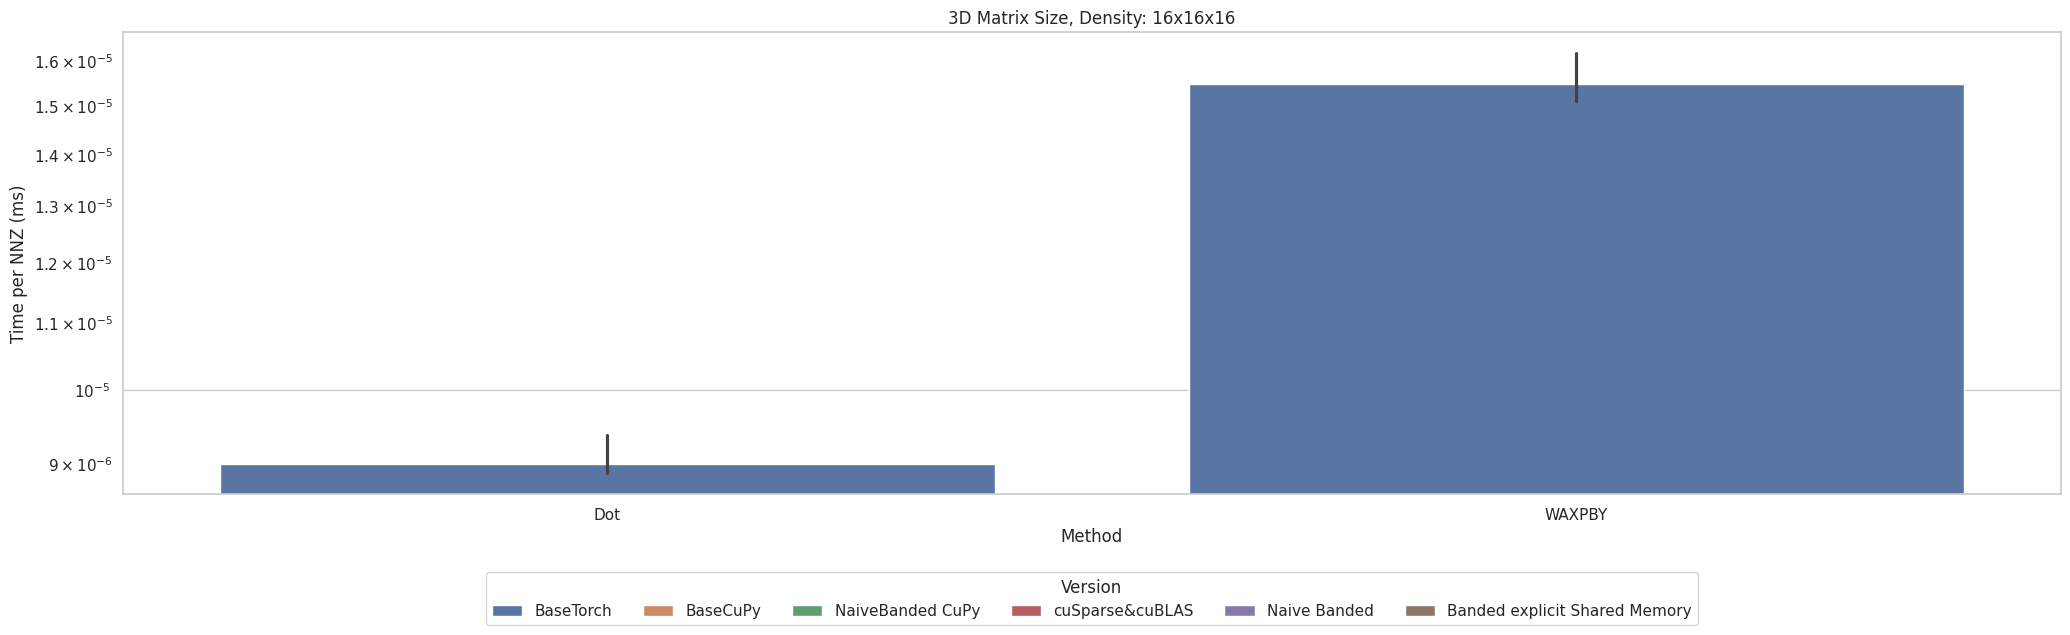 3D Matrix Size, Density: 16x16x16
Time per NNZ (ms)
1.6 × 10⁻⁵
1.5 × 10⁻⁵
1.4 × 10⁻⁵
1.3 × 10⁻⁵
1.2 × 10⁻⁵
1.1 × 10⁻⁵
10⁻⁵
9 × 10⁻⁶
Dot WAXPBY
Method
Version
BaseTorch BaseCuPy NaiveBanded CuPy cuSparse&cuBLAS Naive Banded Banded explicit Shared Memory